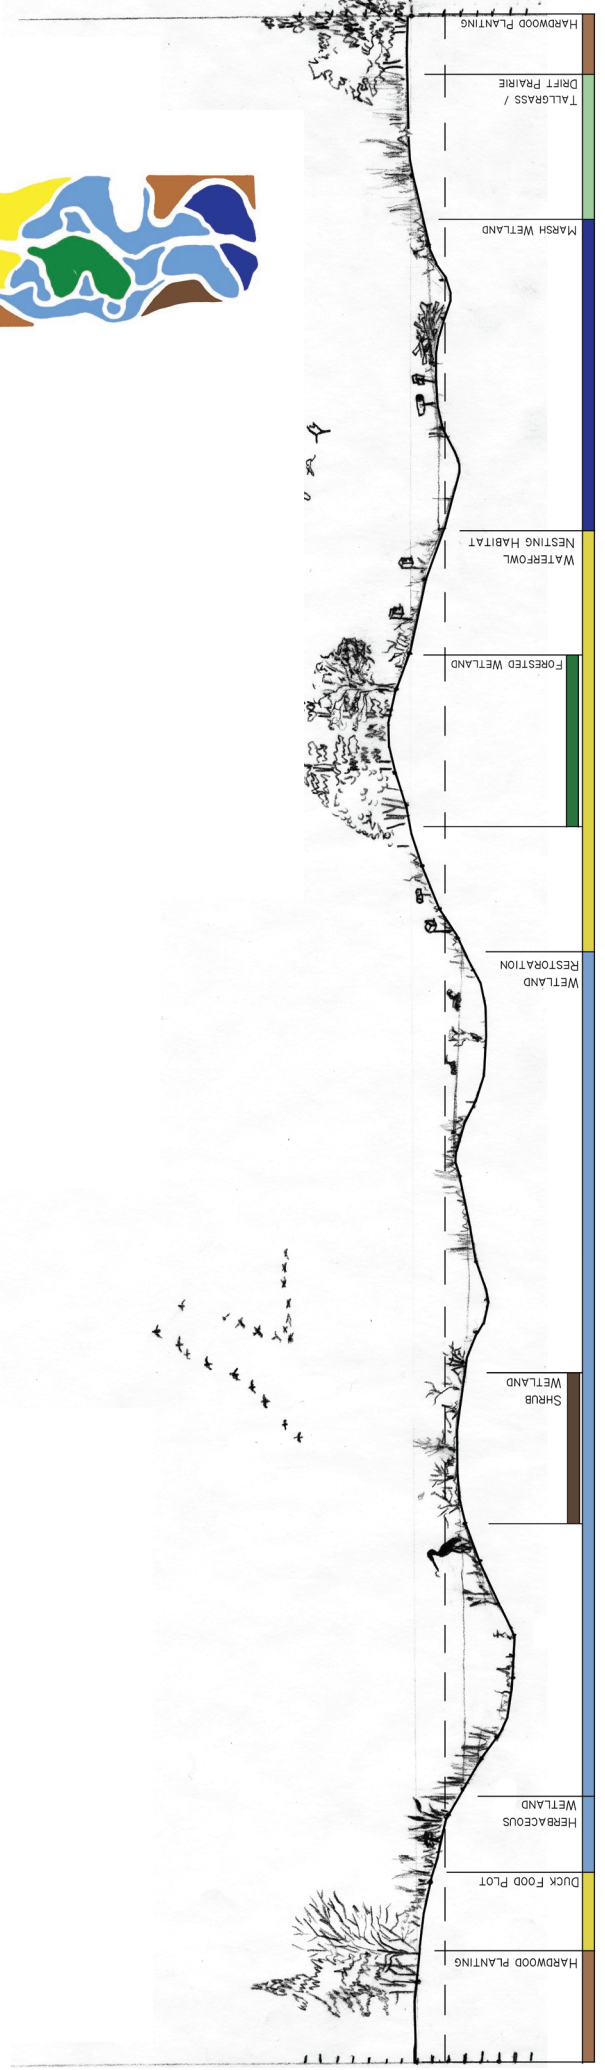 HARDWOOD PLANTING
DUCK FOOD PLOT
HERBACEOUS
WETLAND
SHRUB
WETLAND
WETLAND
RESTORATION
FORESTED WETLAND
WATERFOWL
NESTING HABITAT
MARSH WETLAND
TALLGRASS /
DRIFT PRAIRIE
HARDWOOD PLANTING